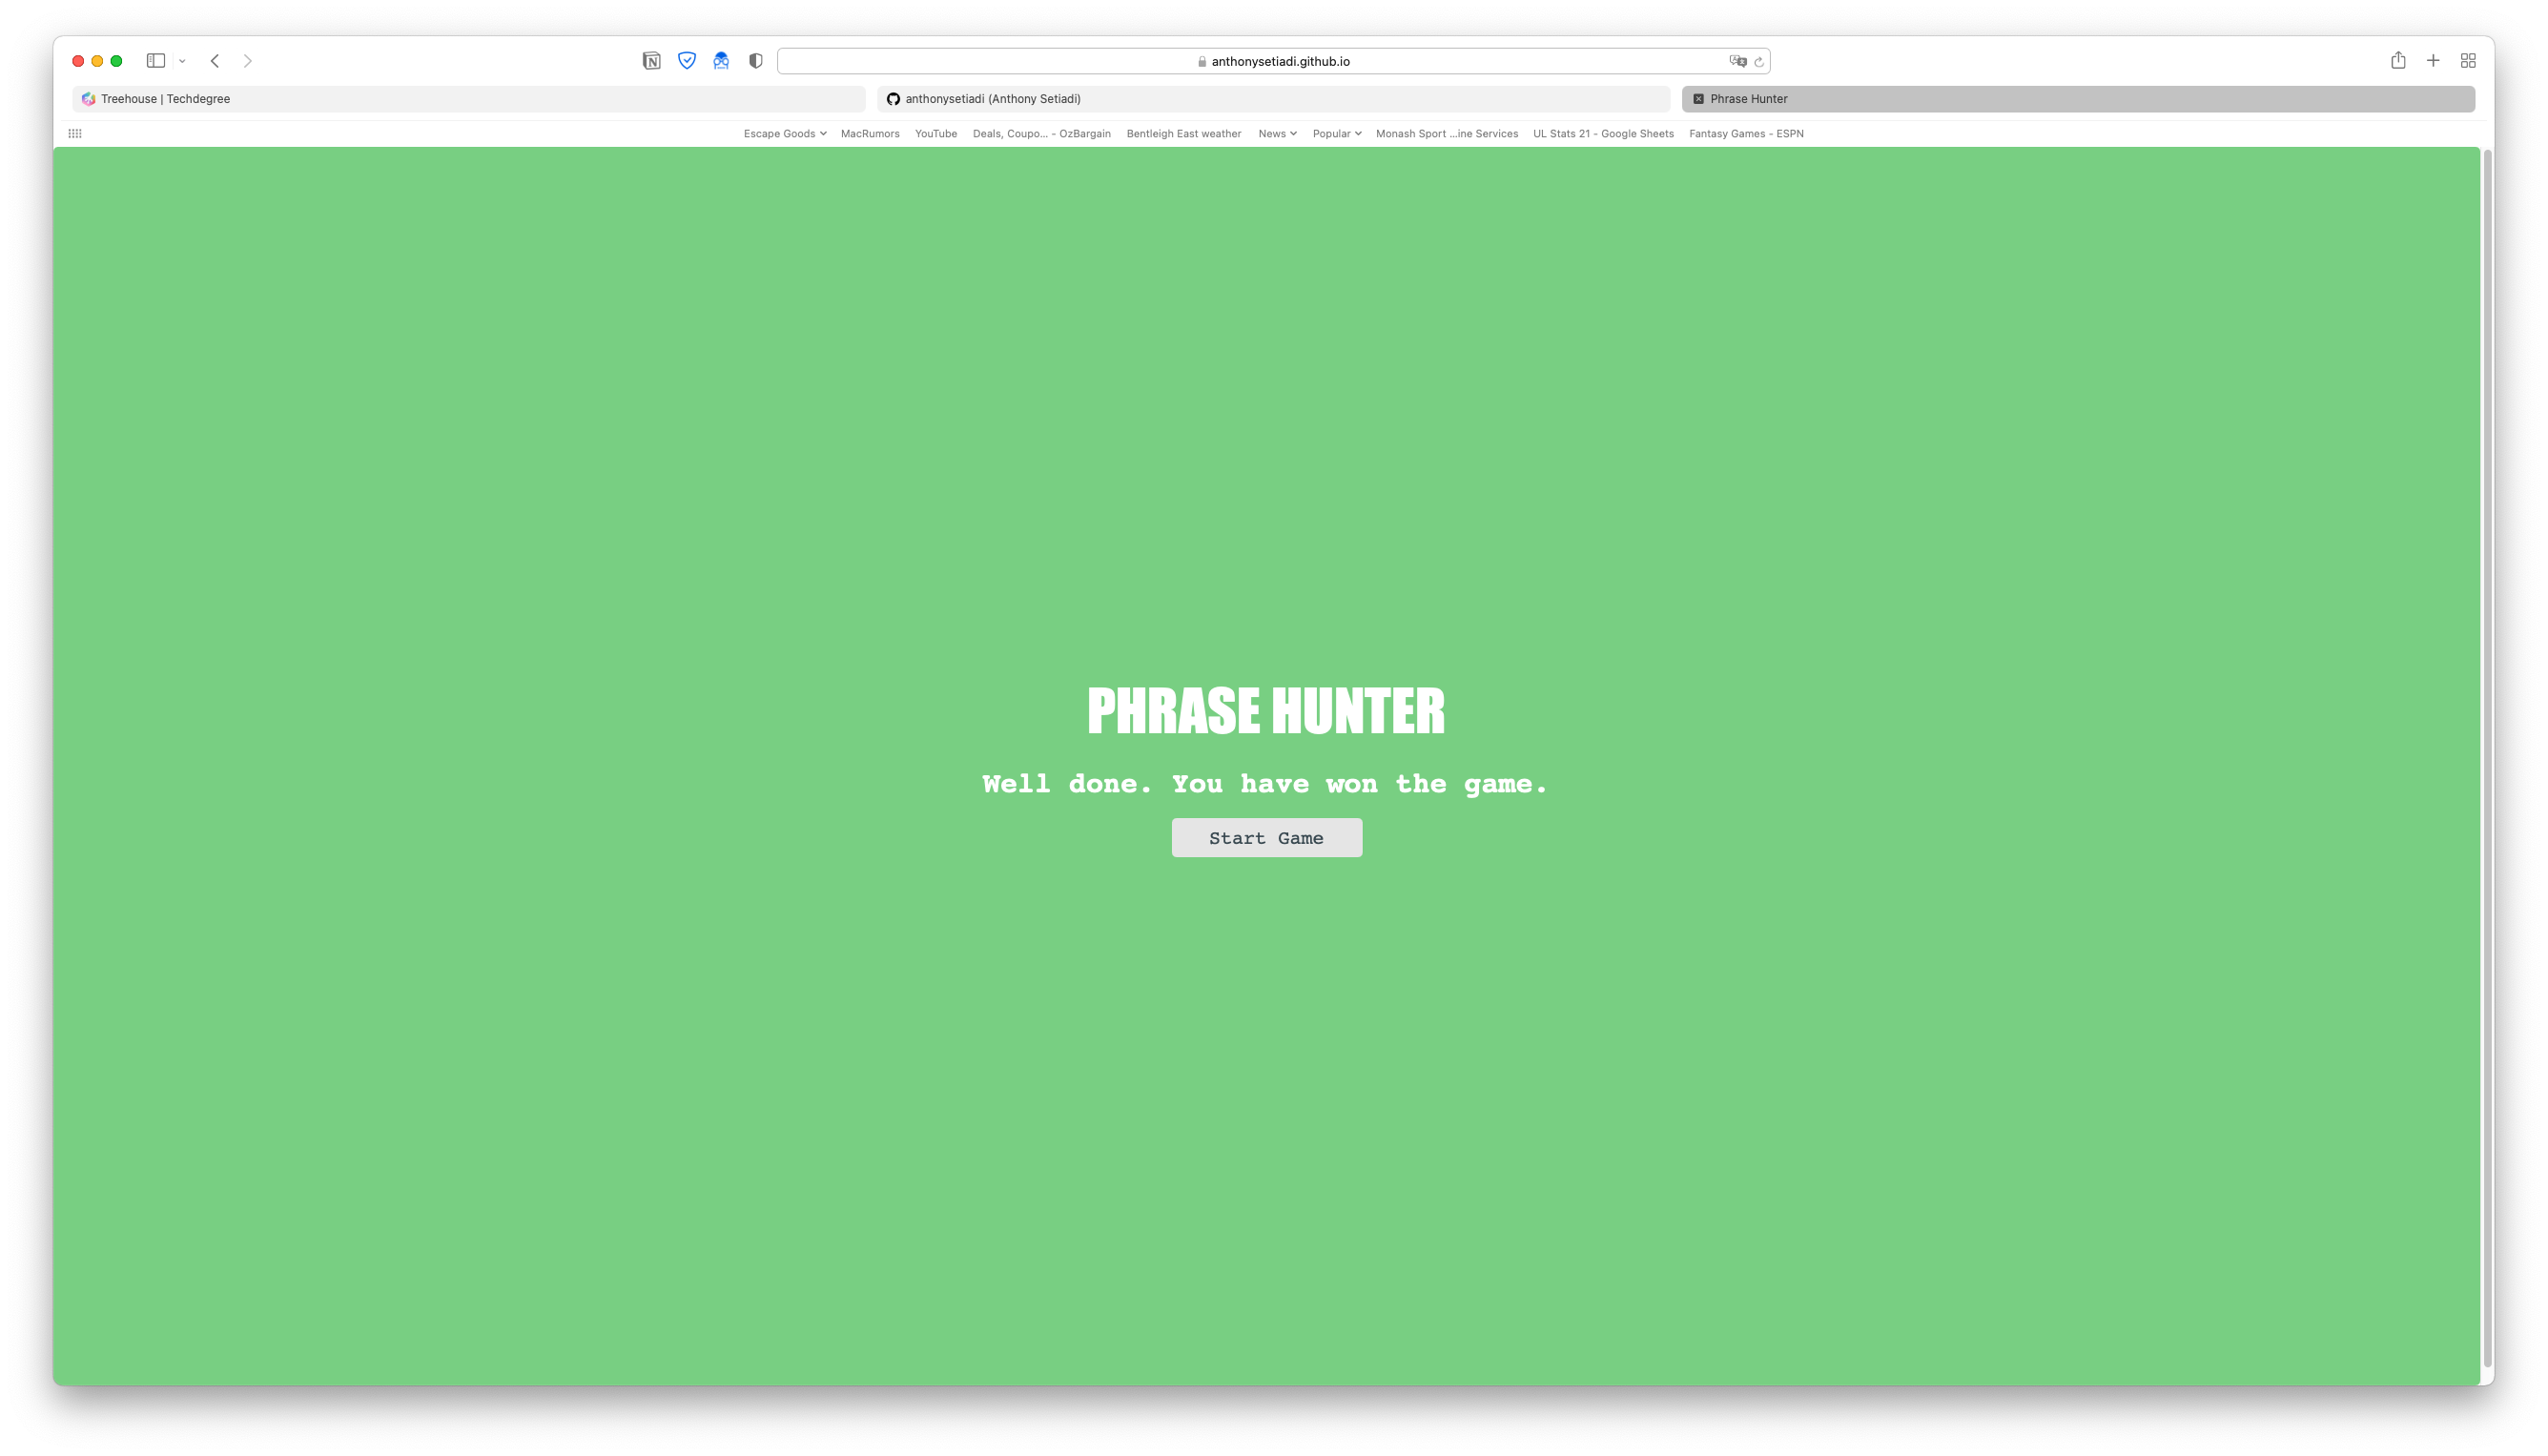 anthonysetiadi.github.io
Treehouse | Techdegree
anthonysetiadi (Anthony Setiadi)
Phrase Hunter
Escape Goods
MacRumors
YouTube
Deals, Coupo... - OzBargain
Bentleigh East weather
News
Popular
Monash Sport ...ine Services
UL Stats 21 - Google Sheets
Fantasy Games - ESPN
PHRASE HUNTER
Well done. You have won the game.
Start Game